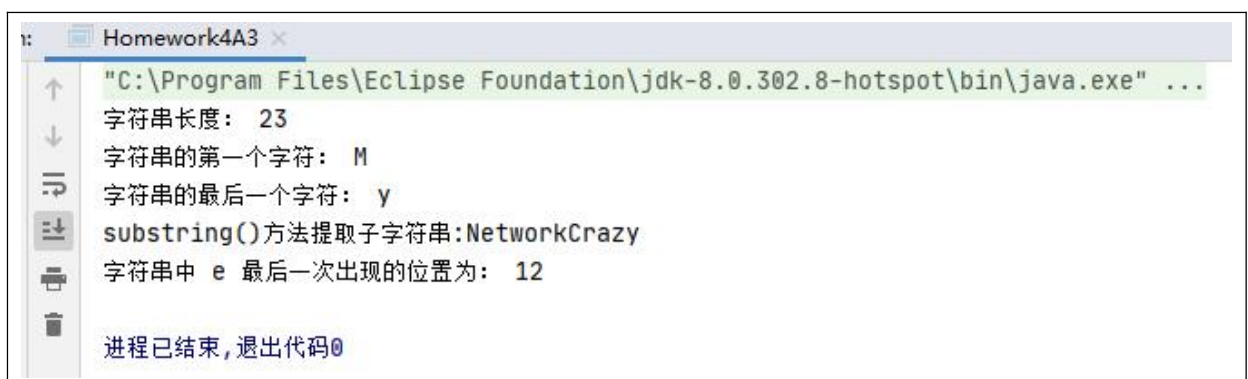 n: Homework4A3 ×
"C:\Program Files\Eclipse Foundation\jdk-8.0.302.8-hotspot\bin\java.exe" ...
字符串长度： 23
字符串的第一个字符： M
字符串的最后一个字符： y
substring()方法提取子字符串:NetworkCrazy
字符串中 e 最后一次出现的位置为： 12
进程已结束,退出代码0